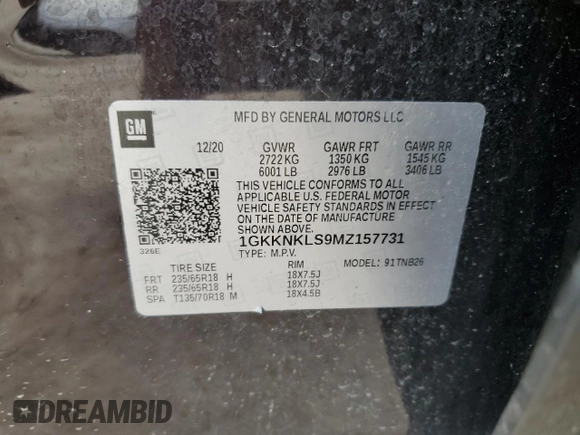 GM
MFD BY GENERAL MOTORS LLC
12/20 GVWR GAWR FRT GAWR RR
2722 KG 1350 KG 1545 KG
6001 LB 2976 LB 3406 LB
THIS VEHICLE CONFORMS TO ALL
APPLICABLE U.S. FEDERAL MOTOR
VEHICLE SAFETY STANDARDS IN EFFECT
ON THE DATE OF MANUFACTURE
SHOWN ABOVE.
326E
1GKKNKLS9MZ157731
TYPE: M.P.V.
TIRE SIZE RIM MODEL: 91TNB26
FRT 235/65R18 H 18X7.5J
RR 235/65R18 H 18X7.5J
SPA T135/70R18 M 18X4.5B
DREAMBID